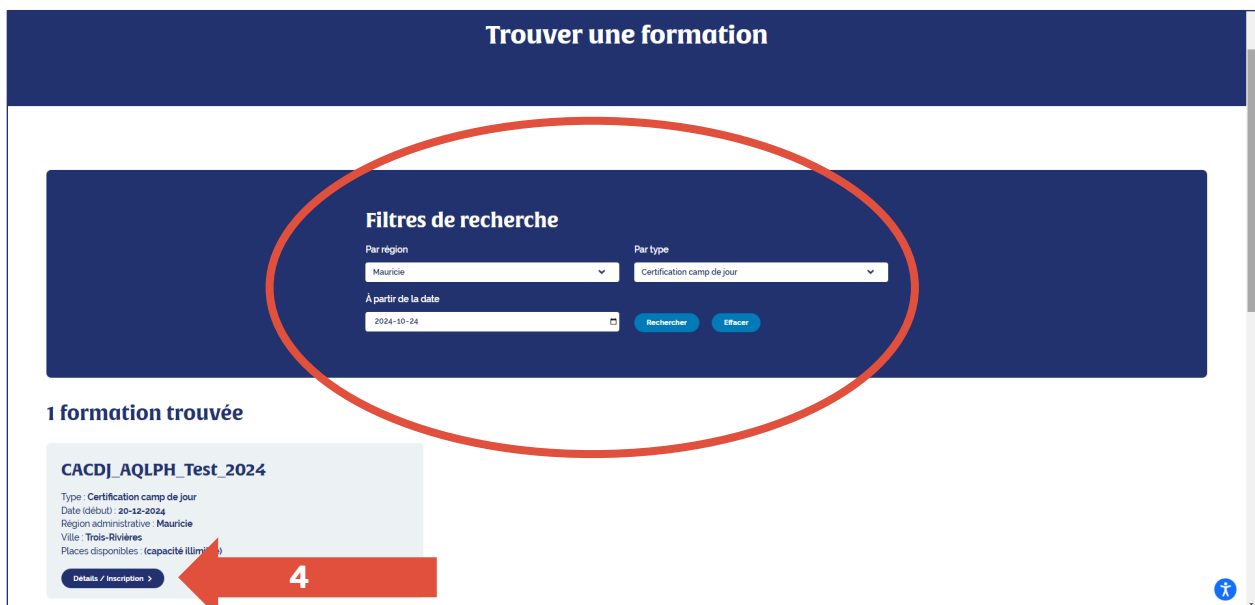 Trouver une formation
Filtres de recherche
Par région
Par type
Mauricie
Certification camp de jour
À partir de la date
2024-10-24
Rechercher
Effacer
1 formation trouvée
CACDJ_AQLPH_Test_2024
Type : Certification camp de jour
Date (début) : 20-12-2024
Région administrative : Mauricie
Ville : Trois-Rivières
Places disponibles : (capacité
Détails / Inscription >
4